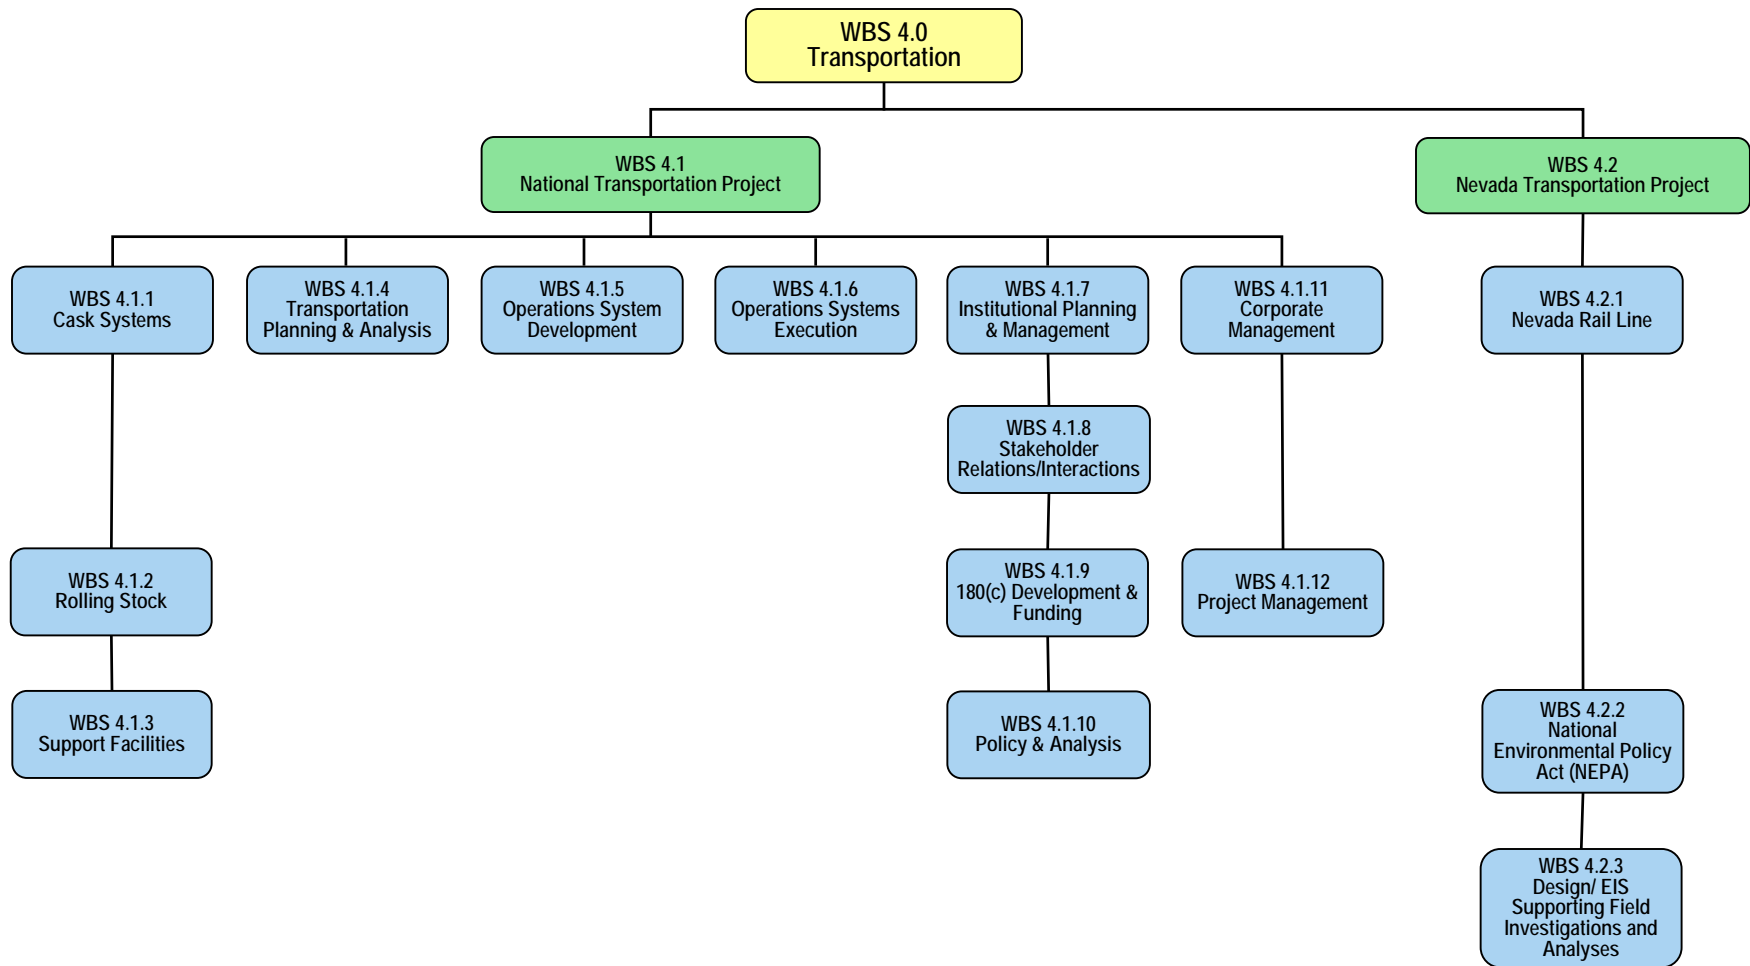 WBS 4.0
Transportation
WBS 4.1
National Transportation Project
WBS 4.2
Nevada Transportation Project
WBS 4.1.1
Cask Systems
WBS 4.1.4
Transportation
Planning & Analysis
WBS 4.1.5
Operations System
Development
WBS 4.1.6
Operations Systems
Execution
WBS 4.1.7
Institutional Planning
& Management
WBS 4.1.11
Corporate
Management
WBS 4.2.1
Nevada Rail Line
WBS 4.1.8
Stakeholder
Relations/Interactions
WBS 4.1.2
Rolling Stock
WBS 4.1.9
180(c) Development &
Funding
WBS 4.1.12
Project Management
WBS 4.1.3
Support Facilities
WBS 4.1.10
Policy & Analysis
WBS 4.2.2
National
Environmental Policy
Act (NEPA)
WBS 4.2.3
Design/ EIS
Supporting Field
Investigations and
Analyses